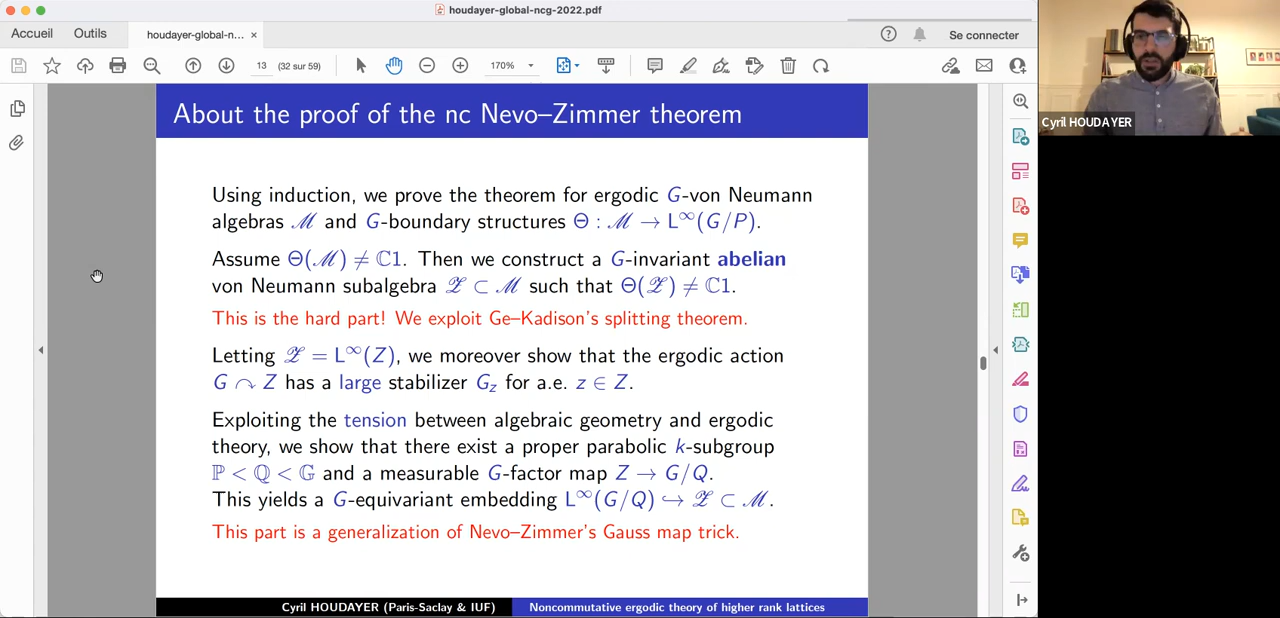 houdayer-global-ncg-2022.pdf
Accueil Outils houdayer-global-n... × Se connecter
13 (32 sur 59) 170%
Cyril HOUDAYER
About the proof of the nc Nevo–Zimmer theorem
Using induction, we prove the theorem for ergodic G-von Neumann
algebras ℳ and G-boundary structures Θ : ℳ → L∞(G/P).
Assume Θ(ℳ) ≠ ℂ1. Then we construct a G-invariant abelian
von Neumann subalgebra 𝒵 ⊂ ℳ such that Θ(𝒵) ≠ ℂ1.
This is the hard part! We exploit Ge–Kadison's splitting theorem.
Letting 𝒵 = L∞(Z), we moreover show that the ergodic action
G ↷ Z has a large stabilizer G_z for a.e. z ∈ Z.
Exploiting the tension between algebraic geometry and ergodic
theory, we show that there exist a proper parabolic k-subgroup
ℙ < ℚ < 𝔾 and a measurable G-factor map Z → G/Q.
This yields a G-equivariant embedding L∞(G/Q) ↪ 𝒵 ⊂ ℳ.
This part is a generalization of Nevo–Zimmer's Gauss map trick.
Cyril HOUDAYER (Paris-Saclay & IUF) Noncommutative ergodic theory of higher rank lattices